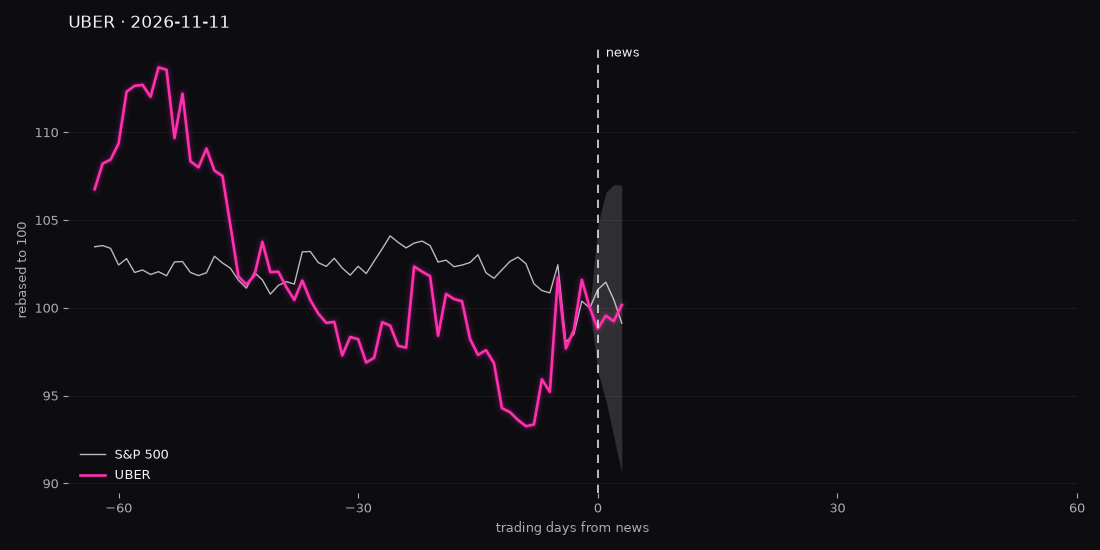 UBER · 2026-11-11
news
110
105
100
95
90
rebased to 100
S&P 500
UBER
−60
−30
0
30
60
trading days from news